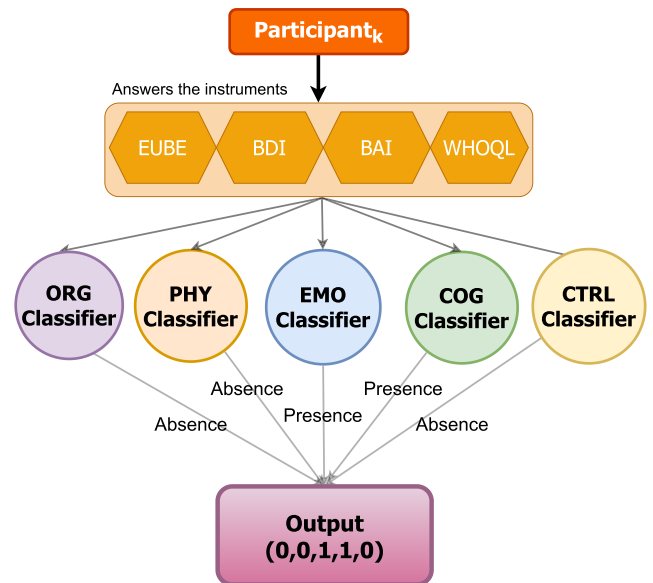 Participantk
Answers the instruments
EUBE BDI BAI WHOQL
ORG
Classifier
PHY
Classifier
EMO
Classifier
COG
Classifier
CTRL
Classifier
Absence
Absence
Presence
Presence
Absence
Output
(0,0,1,1,0)